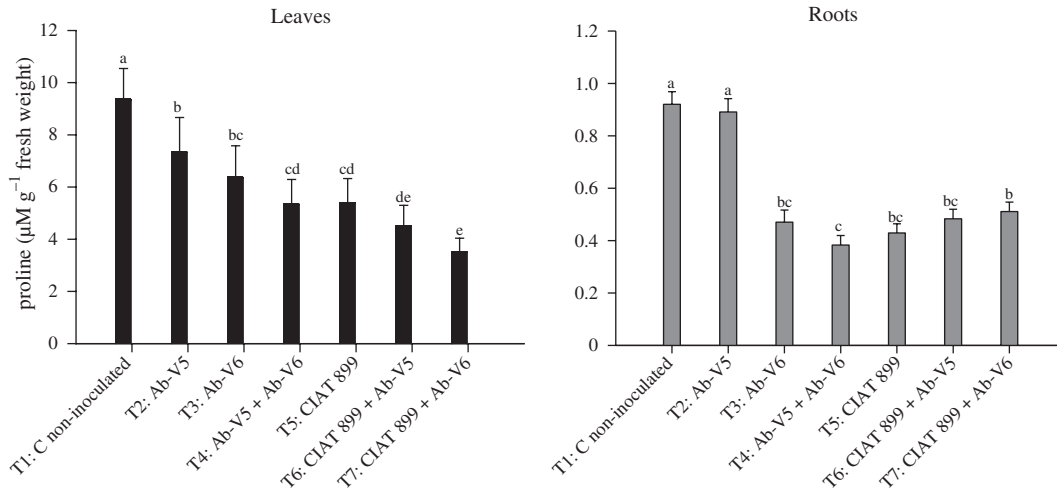 Leaves
proline (μM g⁻¹ fresh weight)
12
10
8
6
4
2
0
a
b
bc
cd
cd
de
e
T1: C non-inoculated
T2: Ab-V5
T3: Ab-V6
T4: Ab-V5 + Ab-V6
T5: CIAT 899
T6: CIAT 899 + Ab-V5
T7: CIAT 899 + Ab-V6
Roots
1.2
1.0
0.8
0.6
0.4
0.2
0
a
a
bc
c
bc
bc
b
T1: C non-inoculated
T2: Ab-V5
T3: Ab-V6
T4: Ab-V5 + Ab-V6
T5: CIAT 899
T6: CIAT 899 + Ab-V5
T7: CIAT 899 + Ab-V6